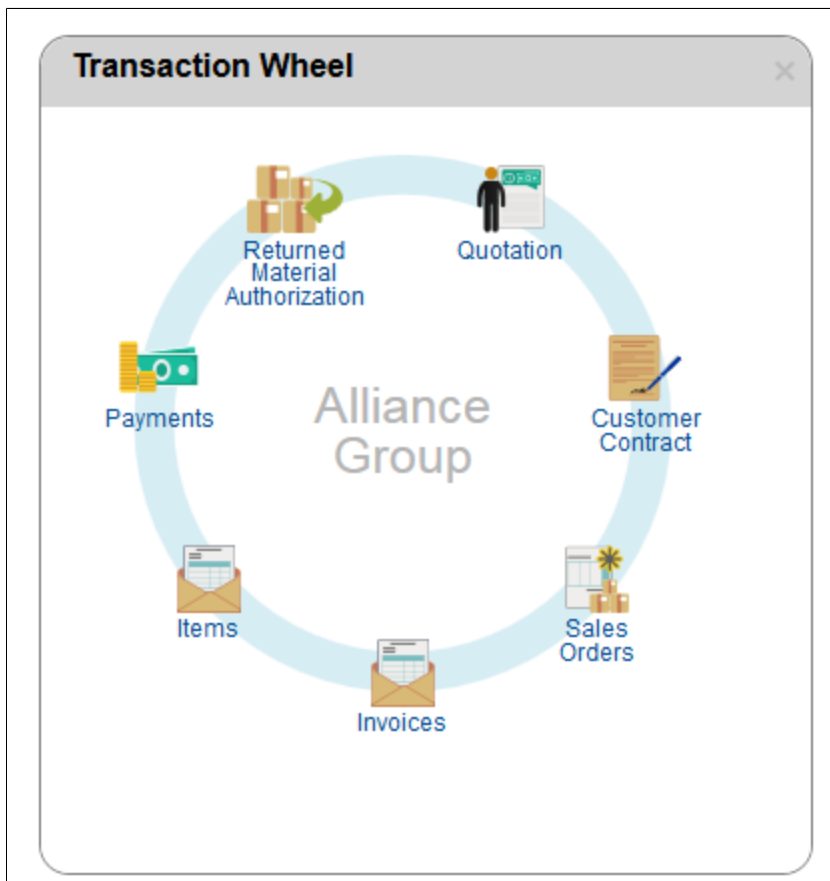 Transaction Wheel
Returned
Material
Authorization
Quotation
Payments
Alliance
Group
Customer
Contract
Items
Sales
Orders
Invoices